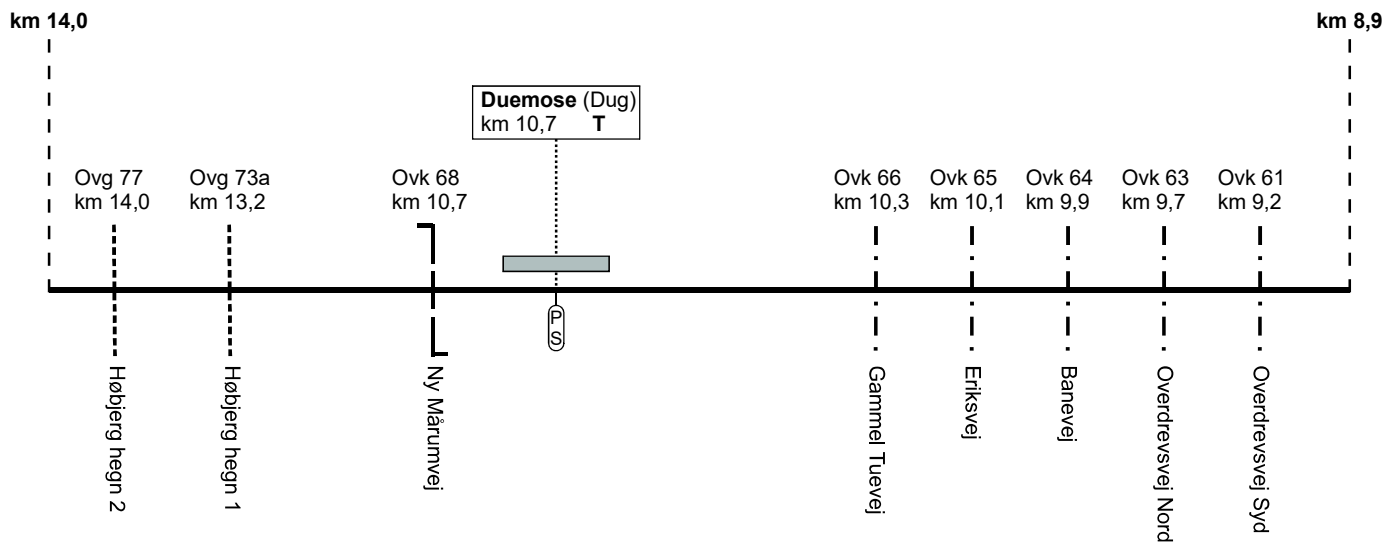 km 14,0
km 8,9
Duemose (Dug)
km 10,7 T
Ovg 77
km 14,0
Ovg 73a
km 13,2
Ovk 68
km 10,7
Ovk 66
km 10,3
Ovk 65
km 10,1
Ovk 64
km 9,9
Ovk 63
km 9,7
Ovk 61
km 9,2
P
S
Høbjerg hegn 2
Høbjerg hegn 1
Ny Mårumvej
Gammel Tuevej
Eriksvej
Banevej
Overdrevsvej Nord
Overdrevsvej Syd